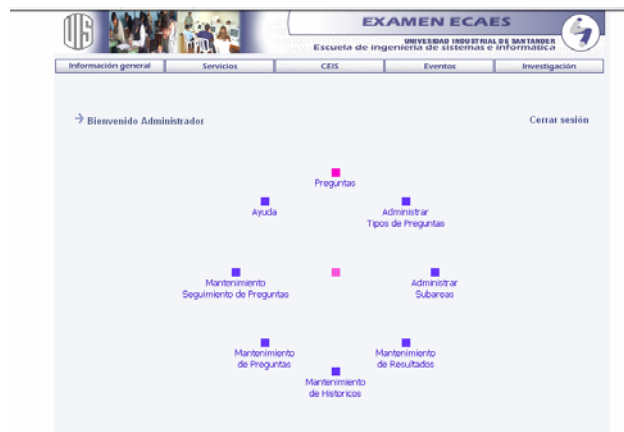 UIS
EXAMEN ECAES
UNIVESIDAD INDUSTRIAL DE SANTANDER
Escuela de ingeniería de sistemas e informática
Información general Servicios CEIS Eventos Investigación
Bienvenido Administrador Cerrar sesión
Preguntas
Ayuda Administrar
Tipos de Preguntas
Mantenimiento Administrar
Seguimiento de Preguntas Subareas
Mantenimiento Mantenimiento
de Preguntas de Resultados
Mantenimiento
de Historicos